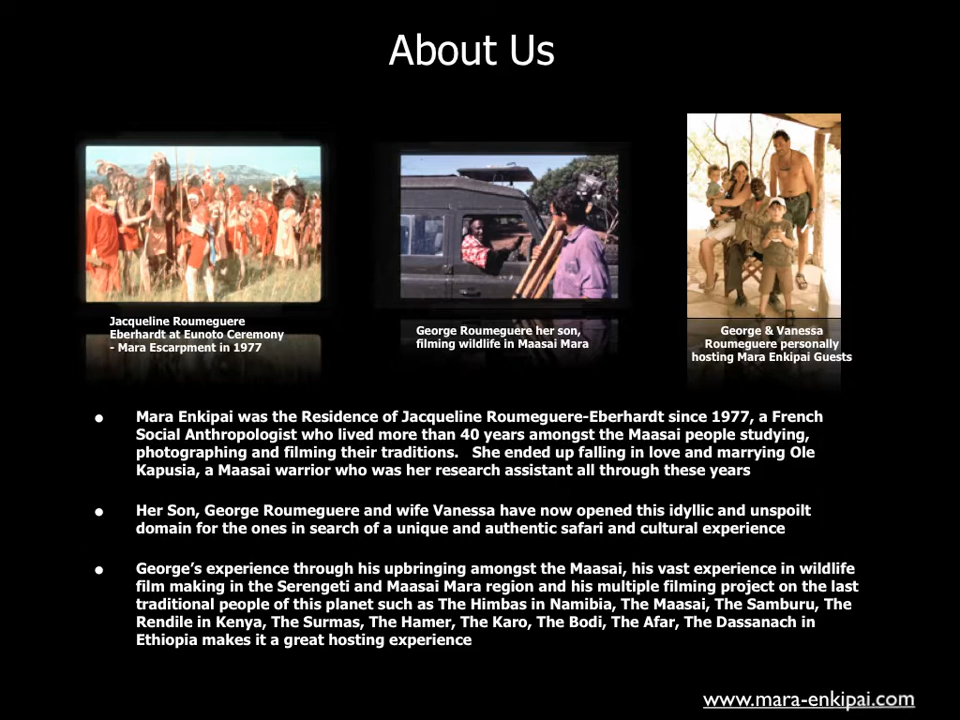 About Us
Jacqueline Roumeguere
Eberhardt at Eunoto Ceremony
- Mara Escarpment in 1977
George Roumeguere her son,
filming wildlife in Maasai Mara
George & Vanessa
Roumeguere personally
hosting Mara Enkipai Guests
• Mara Enkipai was the Residence of Jacqueline Roumeguere-Eberhardt since 1977, a French
Social Anthropologist who lived more than 40 years amongst the Maasai people studying,
photographing and filming their traditions.   She ended up falling in love and marrying Ole
Kapusia, a Maasai warrior who was her research assistant all through these years
• Her Son, George Roumeguere and wife Vanessa have now opened this idyllic and unspoilt
domain for the ones in search of a unique and authentic safari and cultural experience
• George’s experience through his upbringing amongst the Maasai, his vast experience in wildlife
film making in the Serengeti and Maasai Mara region and his multiple filming project on the last
traditional people of this planet such as The Himbas in Namibia, The Maasai, The Samburu, The
Rendile in Kenya, The Surmas, The Hamer, The Karo, The Bodi, The Afar, The Dassanach in
Ethiopia makes it a great hosting experience
www.mara-enkipai.com